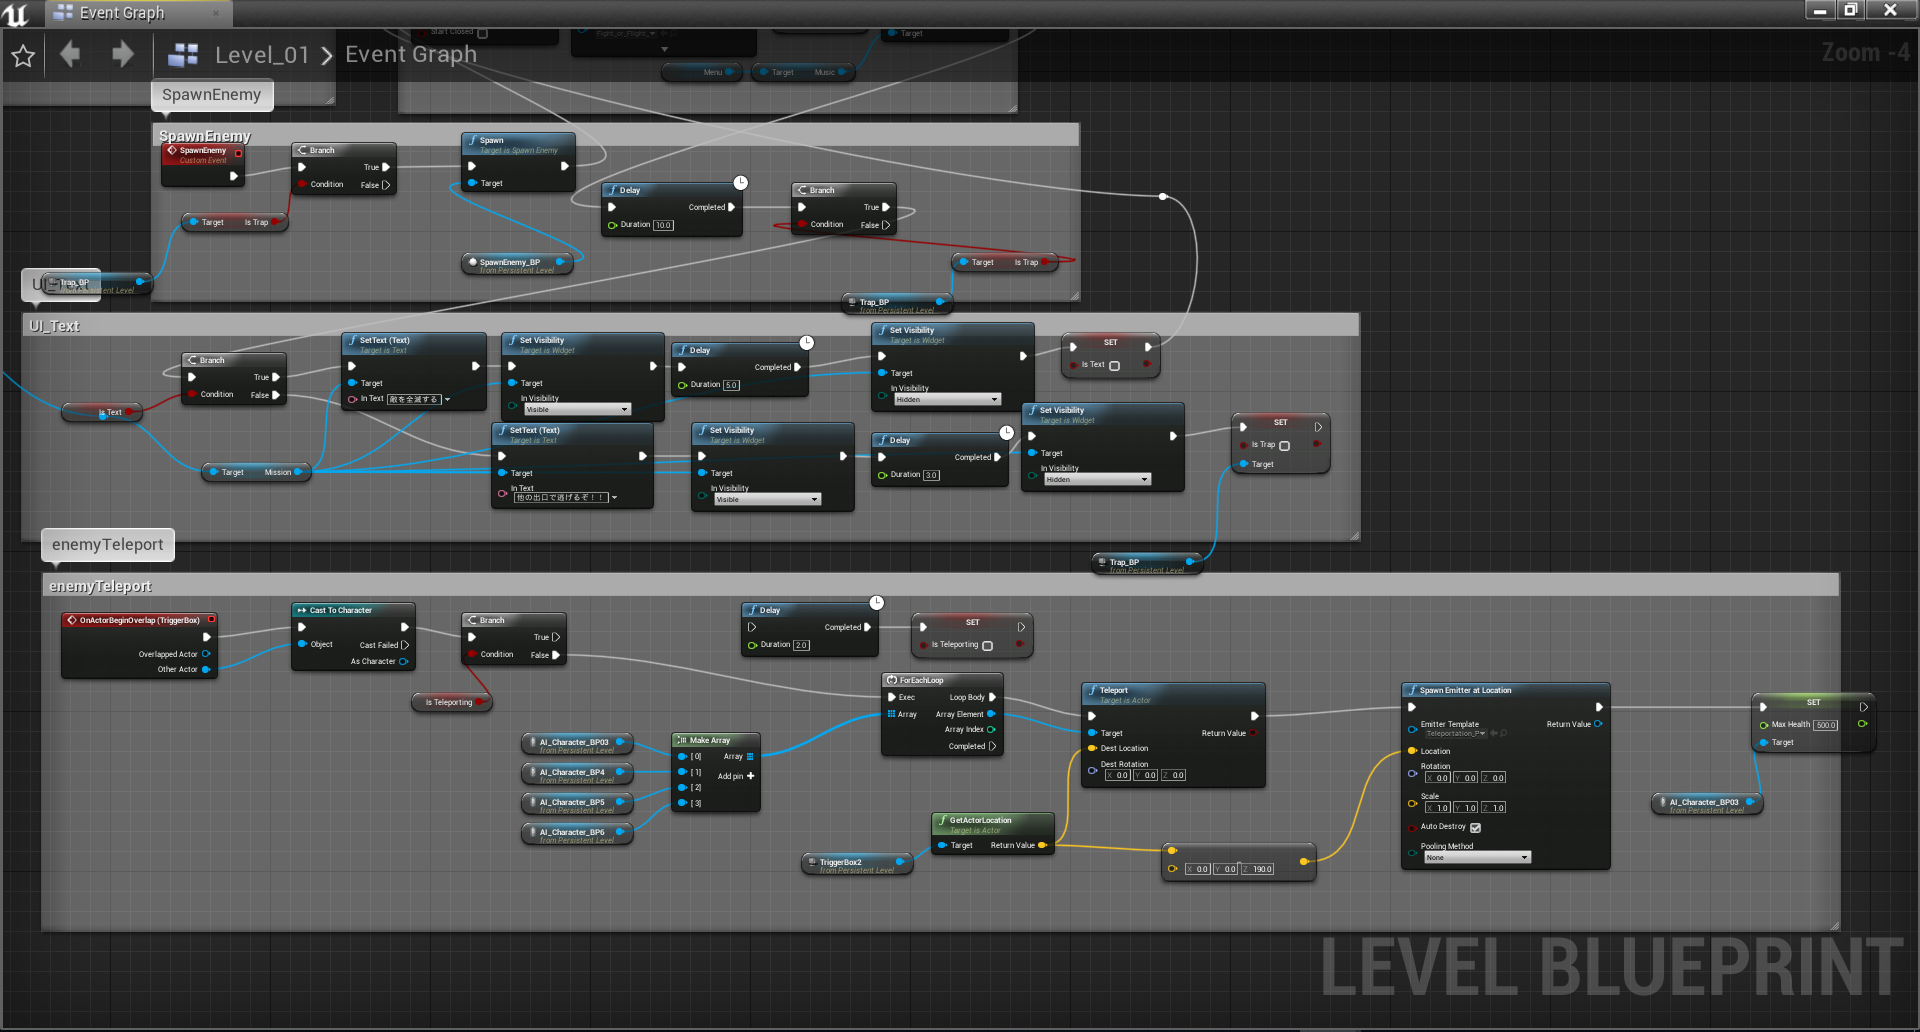 Event Graph
Level_01 > Event Graph
Zoom -4
Start Closed
Fight_or_Flight_
Target
Menu
Target Music
SpawnEnemy
SpawnEnemy
SpawnEnemy
Custom Event
Branch
True
Condition False
Target Is Trap
Trap_BP
from Persistent Level
Spawn
Target is Spawn Enemy
Target
SpawnEnemy_BP
from Persistent Level
Delay
Completed
Duration 10.0
Branch
True
Condition False
Target Is Trap
Trap_BP
from Persistent Level
UI_Text
Is Text
Branch
True
Condition False
Target Mission
SetText (Text)
Target is Text
Target
In Text 敵を全滅する
Set Visibility
Target is Widget
Target
In Visibility
Visible
Delay
Completed
Duration 5.0
Set Visibility
Target is Widget
Target
In Visibility
Hidden
SET
Is Text
SetText (Text)
Target is Text
Target
In Text
他の出口で逃げるぞ！！
Set Visibility
Target is Widget
Target
In Visibility
Visible
Delay
Completed
Duration 3.0
Set Visibility
Target is Widget
Target
In Visibility
Hidden
SET
Is Trap
Target
Trap_BP
from Persistent Level
enemyTeleport
enemyTeleport
OnActorBeginOverlap (TriggerBox)
Overlapped Actor
Other Actor
Cast To Character
Object Cast Failed
As Character
Branch
True
Condition False
Is Teleporting
Delay
Completed
Duration 2.0
SET
Is Teleporting
AI_Character_BP03
from Persistent Level
AI_Character_BP4
from Persistent Level
AI_Character_BP5
from Persistent Level
AI_Character_BP6
from Persistent Level
Make Array
[0] Array
[1] Add pin +
[2]
[3]
ForEachLoop
Exec Loop Body
Array Array Element
Array Index
Completed
TriggerBox2
from Persistent Level
GetActorLocation
Target is Actor
Target Return Value
Teleport
Target is Actor
Target Return Value
Dest Location
Dest Rotation
X 0.0 Y 0.0 Z 0.0
X 0.0 Y 0.0 Z 190.0
Spawn Emitter at Location
Emitter Template Return Value
Teleportation_P
Location
Rotation
X 0.0 Y 0.0 Z 0.0
Scale
X 1.0 Y 1.0 Z 1.0
Auto Destroy
Pooling Method
None
SET
Max Health 500.0
Target
AI_Character_BP03
from Persistent Level
LEVEL BLUEPRINT